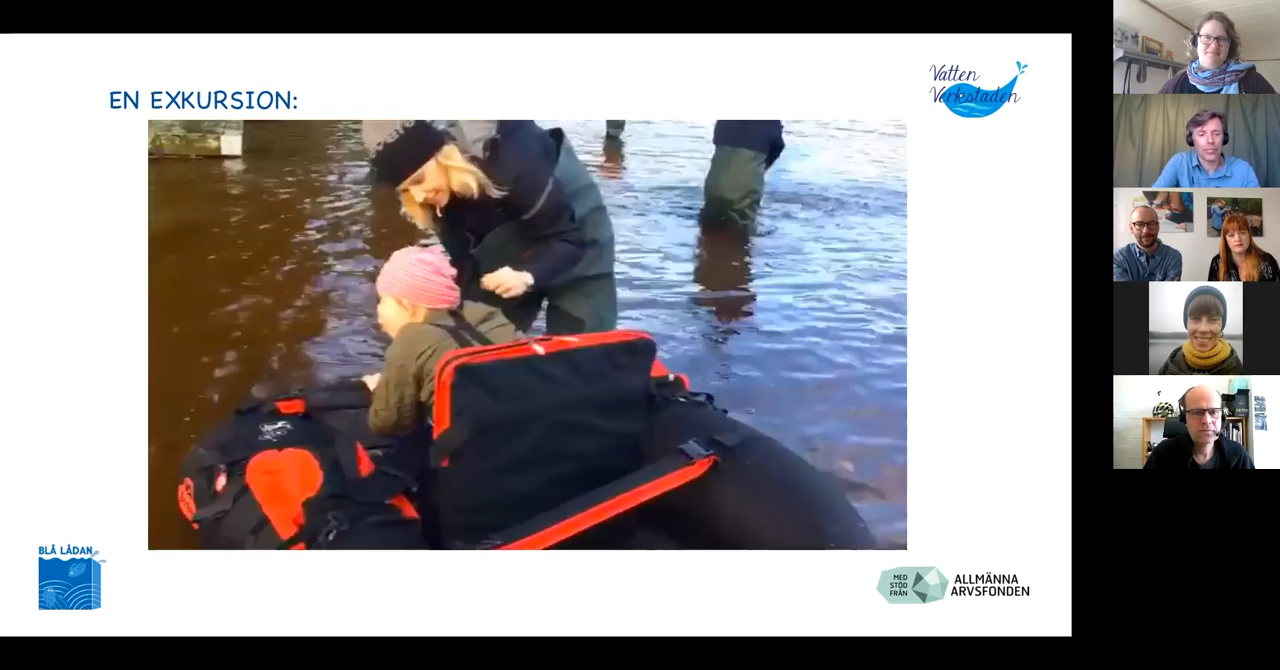 EN EXKURSION:
Vatten
Verkstaden
BLÅ LÅDAN
MED
STÖD
FRÅN
ALLMÄNNA
ARVSFONDEN